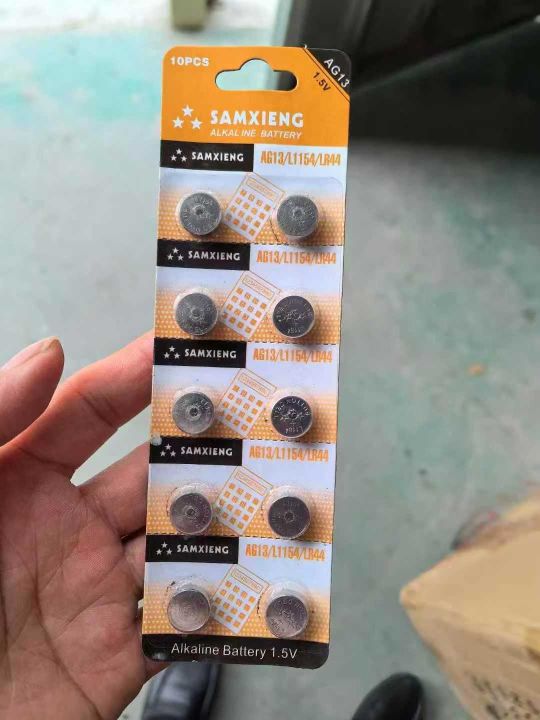 10PCS
AG13
1.5V
SAMXIENG
ALKALINE BATTERY
SAMXIENG AG13/L1154/LR44
SAMXIENG AG13/L1154/LR44
SAMXIENG AG13/L1154/LR44
SAMXIENG AG13/L1154/LR44
SAMXIENG AG13/L1154/LR44
Alkaline Battery 1.5V